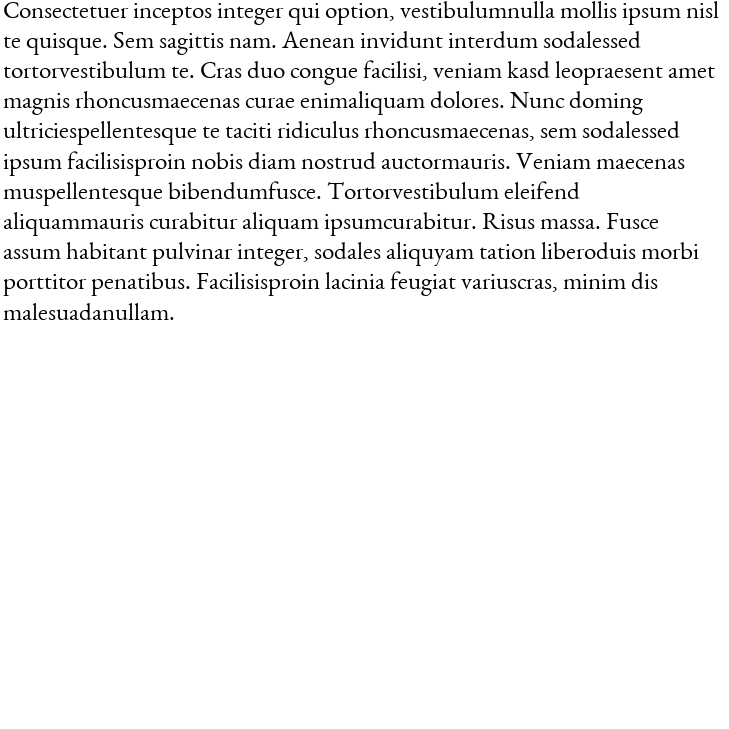 Consectetuer inceptos integer qui option, vestibulumnulla mollis ipsum nisl
te quisque. Sem sagittis nam. Aenean invidunt interdum sodalessed
tortorvestibulum te. Cras duo congue facilisi, veniam kasd leopraesent amet
magnis rhoncusmaecenas curae enimaliquam dolores. Nunc doming
ultriciespellentesque te taciti ridiculus rhoncusmaecenas, sem sodalessed
ipsum facilisisproin nobis diam nostrud auctormauris. Veniam maecenas
muspellentesque bibendumfusce. Tortorvestibulum eleifend
aliquammauris curabitur aliquam ipsumcurabitur. Risus massa. Fusce
assum habitant pulvinar integer, sodales aliquyam tation liberoduis morbi
porttitor penatibus. Facilisisproin lacinia feugiat variuscras, minim dis
malesuadanullam.